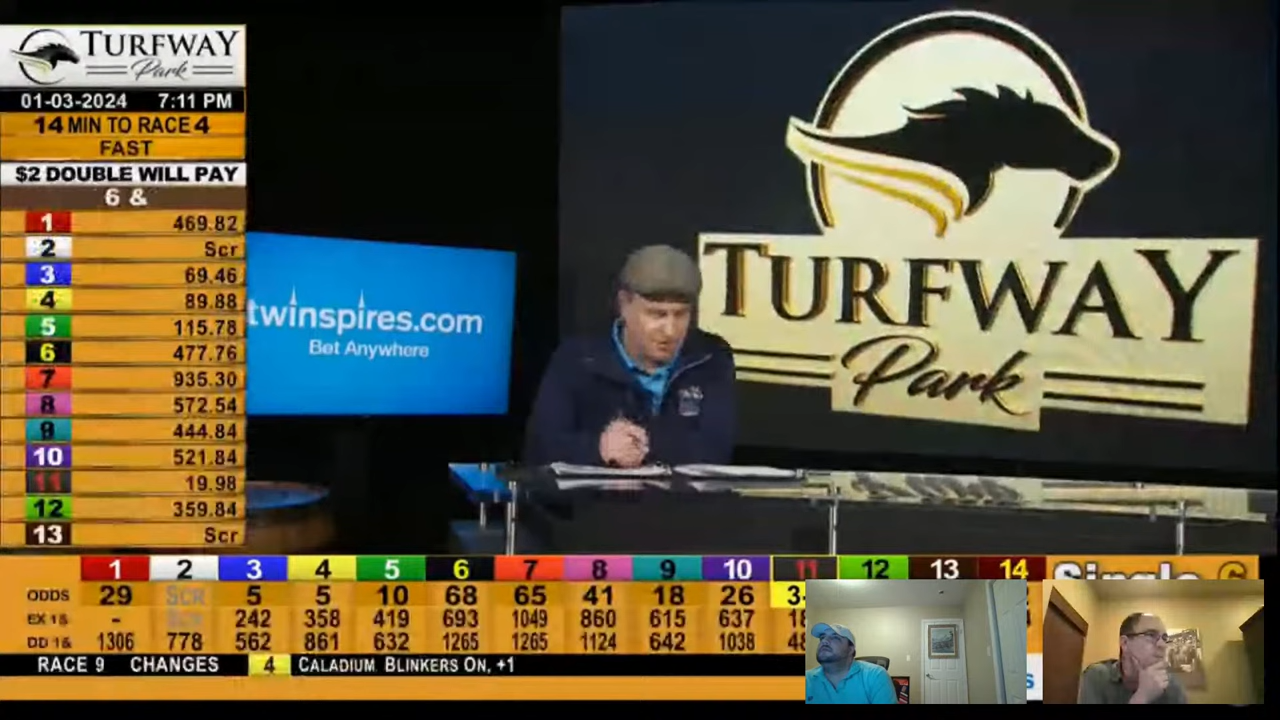 TURFWAY
Park
01-03-2024 7:11 PM
14 MIN TO RACE 4
FAST
$2 DOUBLE WILL PAY
6 &
1 469.82
2 Scr
3 69.46
4 89.88
5 115.78
6 477.76
7 935.30
8 572.54
9 444.84
10 521.84
11 19.98
12 359.84
13 Scr
twinspires.com
Bet Anywhere
TURFWAY
Park
1 2 3 4 5 6 7 8 9 10 11 12 13 14
ODDS 29 SCR 5 5 10 68 65 41 18 26
EX 1& - SCR 242 358 419 693 1049 860 615 637
DD 1& 1306 778 562 861 632 1265 1265 1124 642 1038
Single 6
RACE 9 CHANGES 4 CALADIUM BLINKERS ON, +1